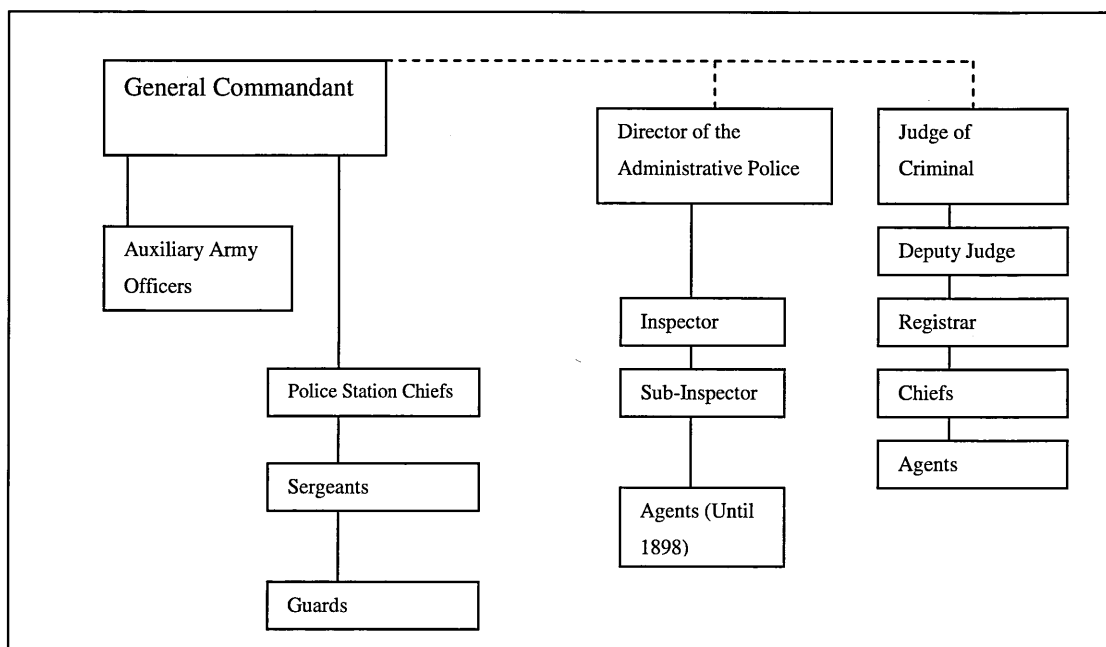 General Commandant
Auxiliary Army
Officers
Police Station Chiefs
Sergeants
Guards
Director of the
Administrative Police
Inspector
Sub-Inspector
Agents (Until
1898)
Judge of
Criminal
Deputy Judge
Registrar
Chiefs
Agents